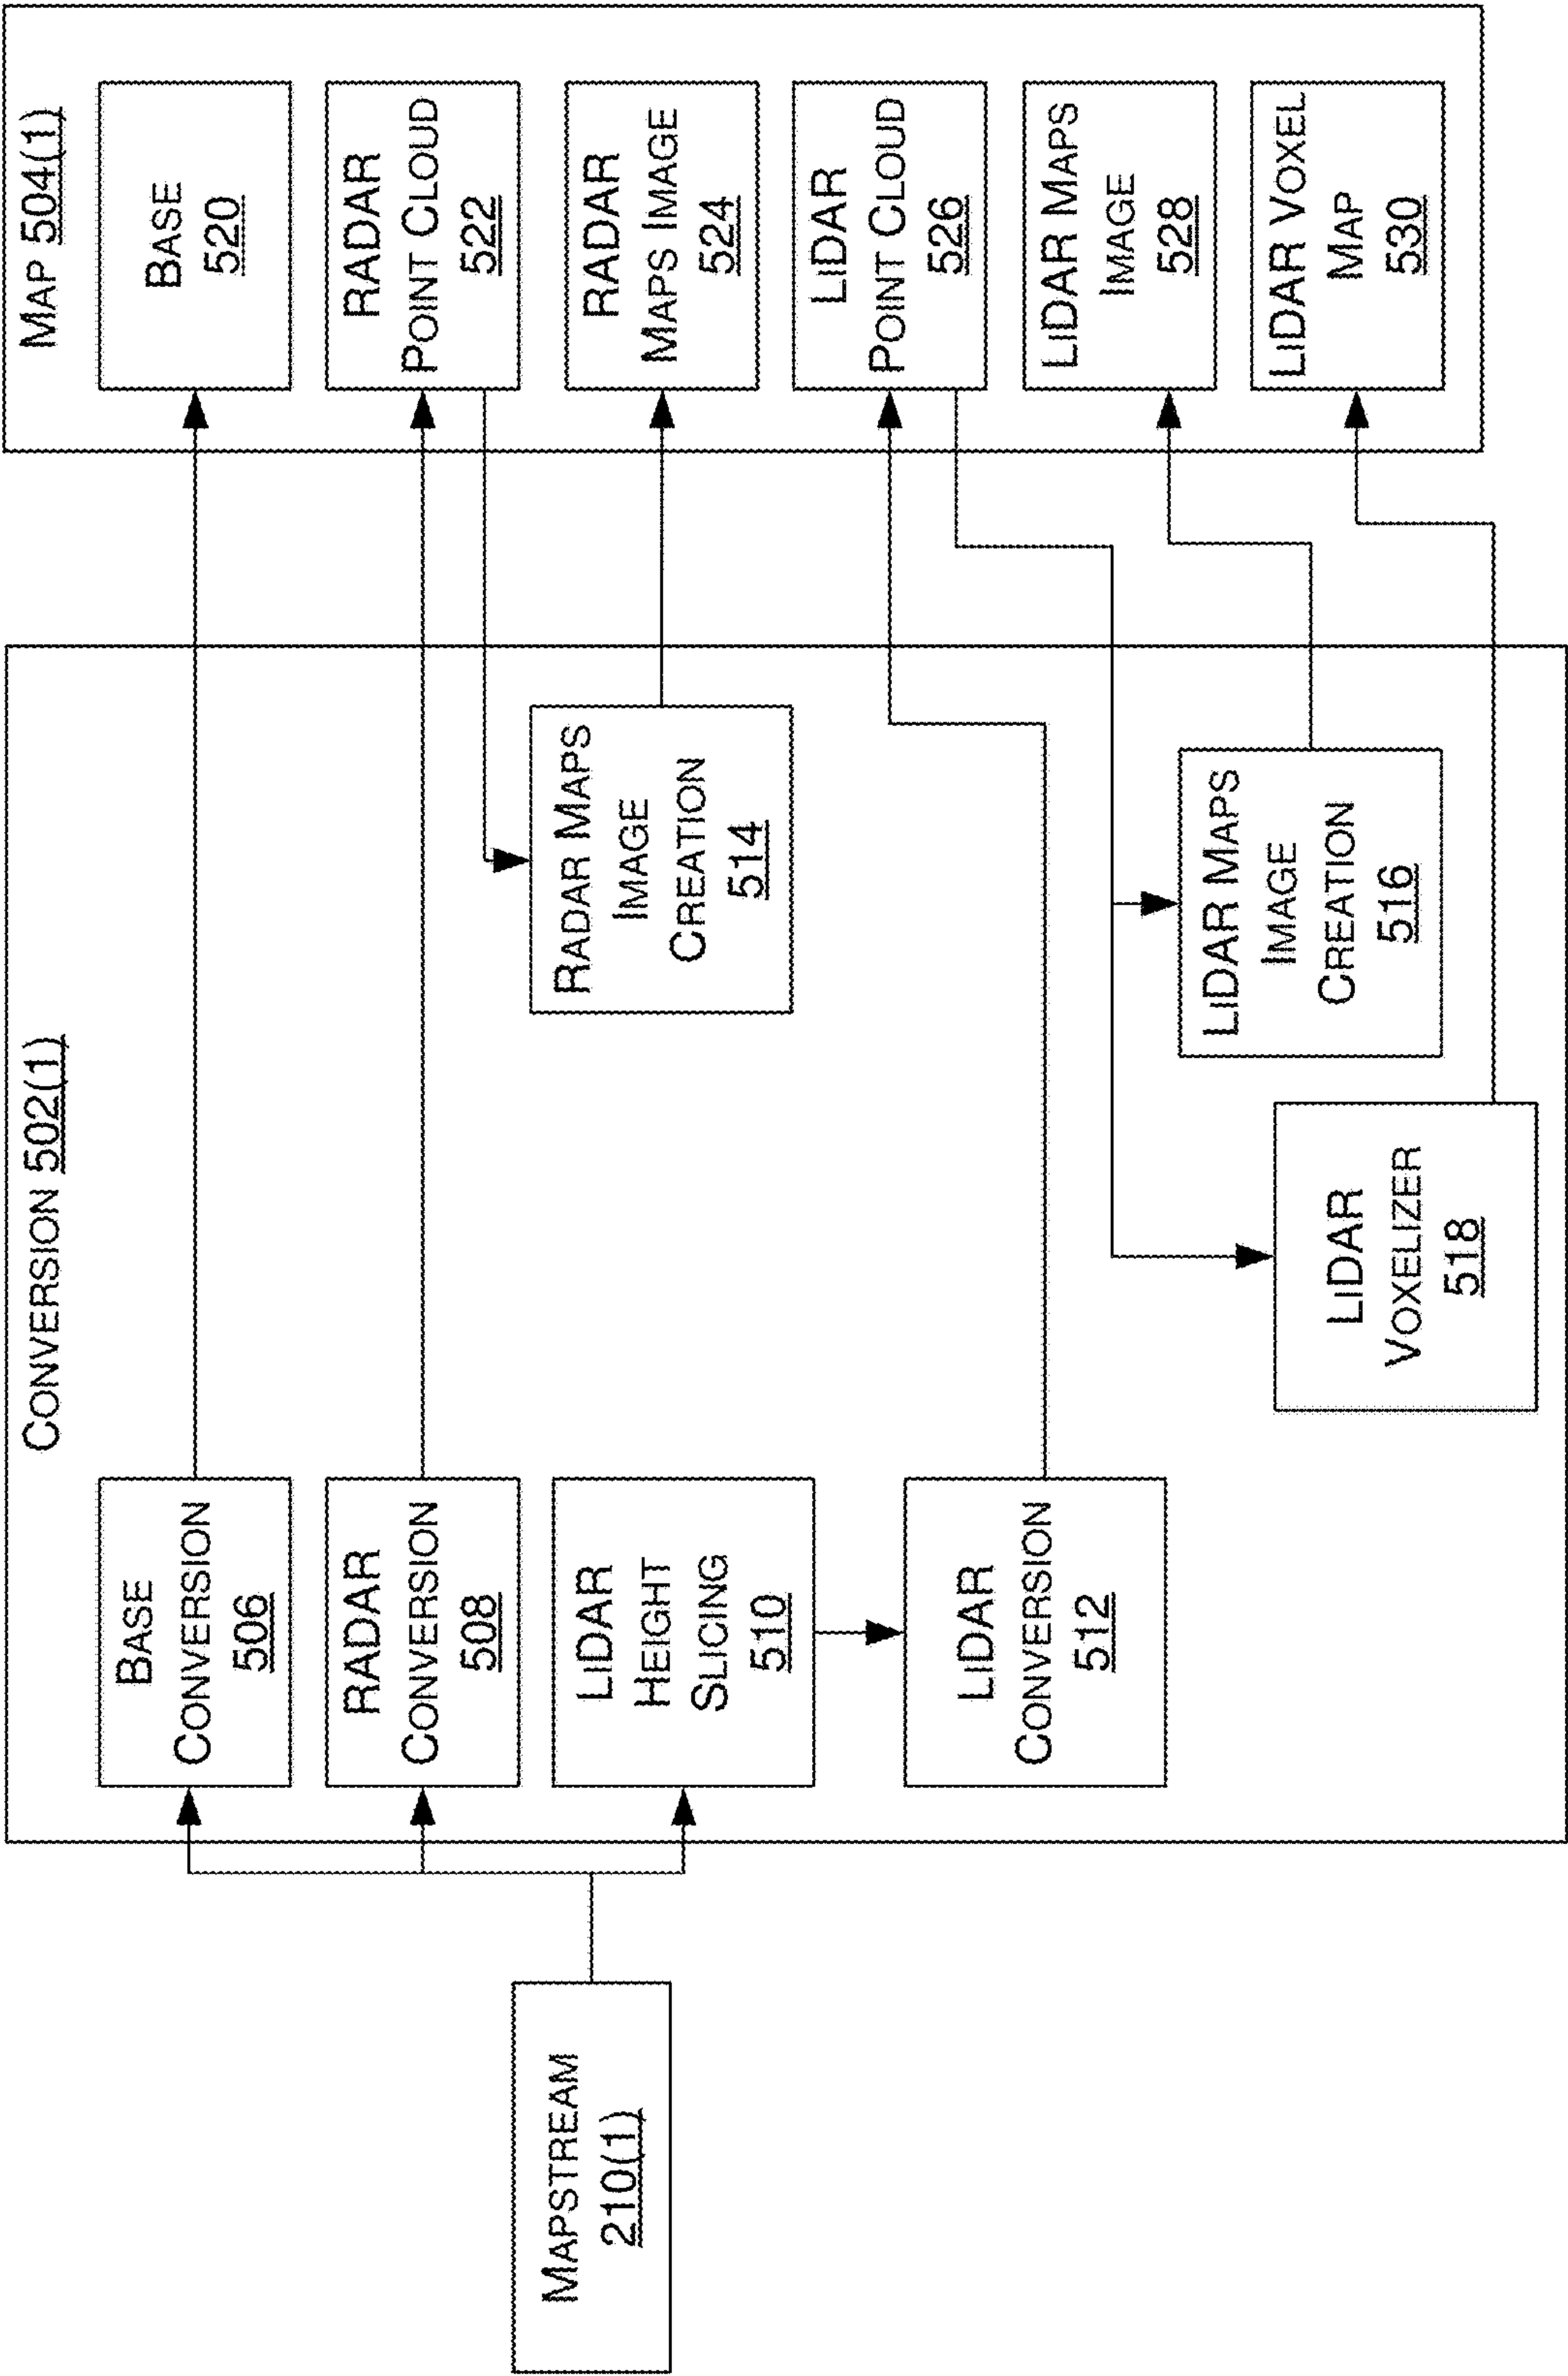 MAPSTREAM
210(1)
CONVERSION 502(1)
BASE
CONVERSION
506
RADAR
CONVERSION
508
LIDAR
HEIGHT
SLICING
510
LIDAR
CONVERSION
512
RADAR MAPS
IMAGE
CREATION
514
LIDAR MAPS
IMAGE
CREATION
516
LIDAR
VOXELIZER
518
MAP 504(1)
BASE
520
RADAR
POINT CLOUD
522
RADAR
MAPS IMAGE
524
LIDAR
POINT CLOUD
526
LIDAR MAPS
IMAGE
528
LIDAR VOXEL
MAP
530